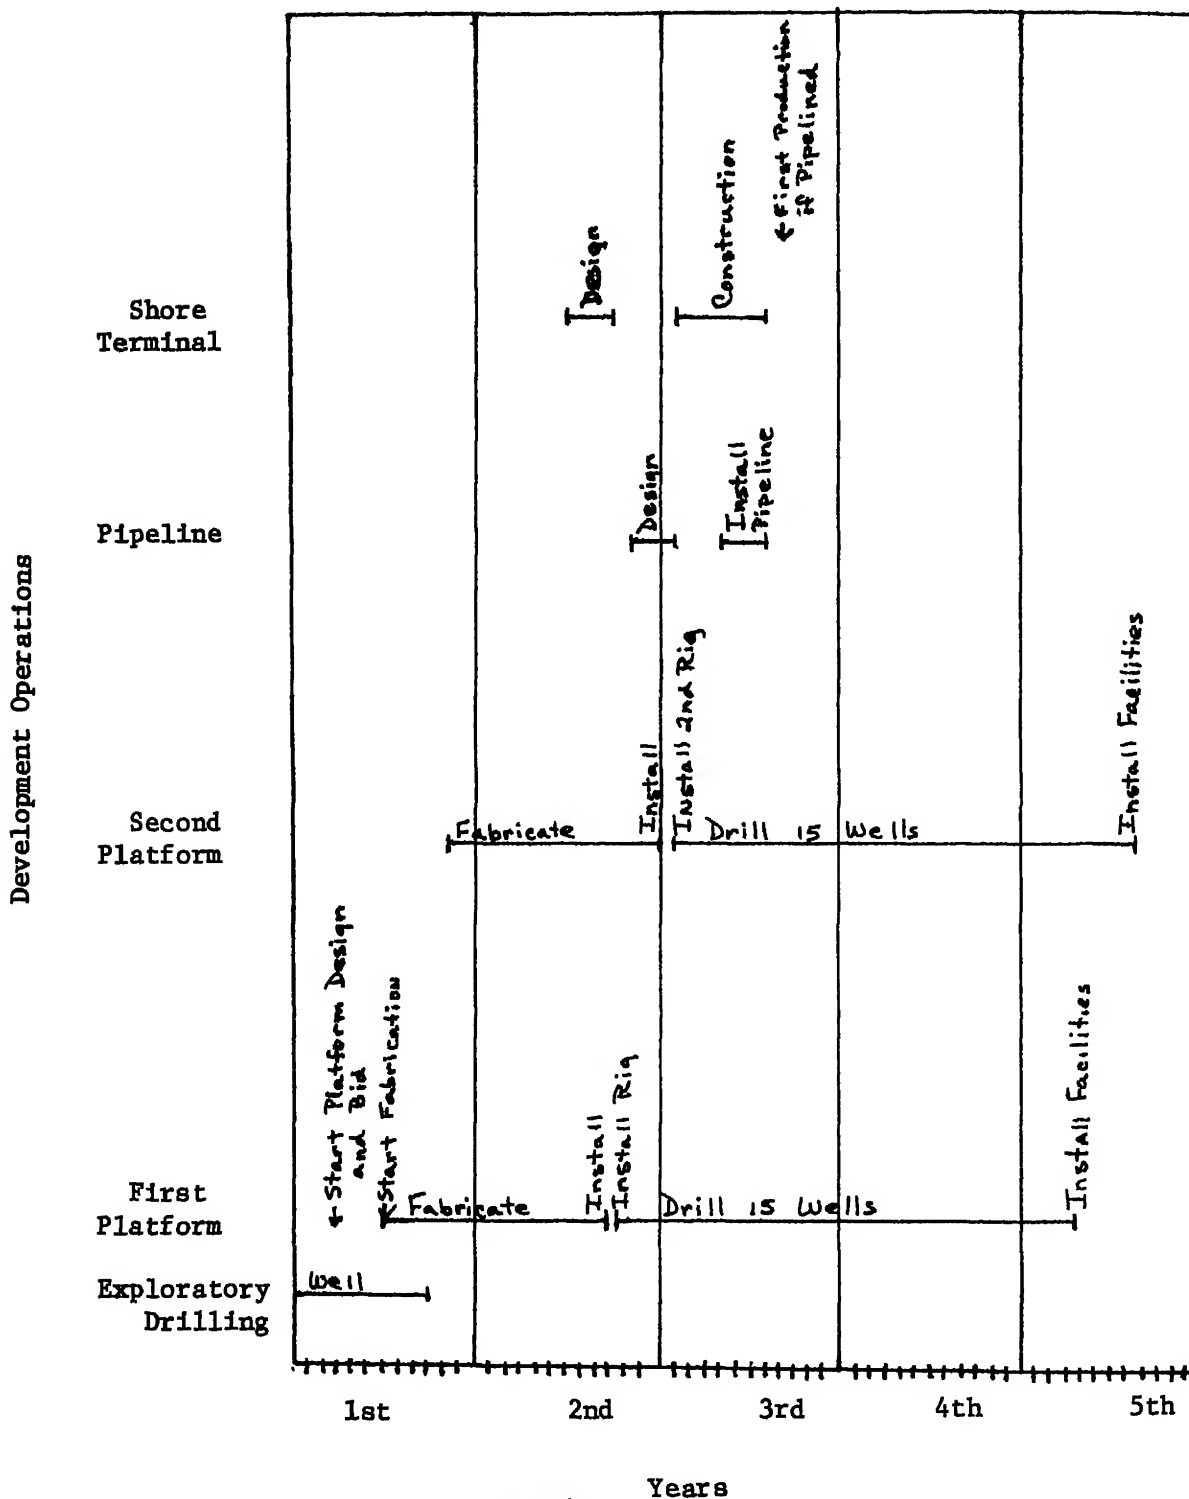 ← First Production
if Pipelined
Design
Construction
Shore
Terminal
Design
Install
Pipeline
Pipeline
Development Operations
Install
Install 2nd Rig
Install Facilities
Second
Platform
Fabricate
Drill 15 Wells
← Start Platform Design
and Bid
← Start Fabrication
Install
Install Rig
Install Facilities
First
Platform
Fabricate
Drill 15 Wells
Exploratory
Drilling
Well
1st 2nd 3rd 4th 5th
Years